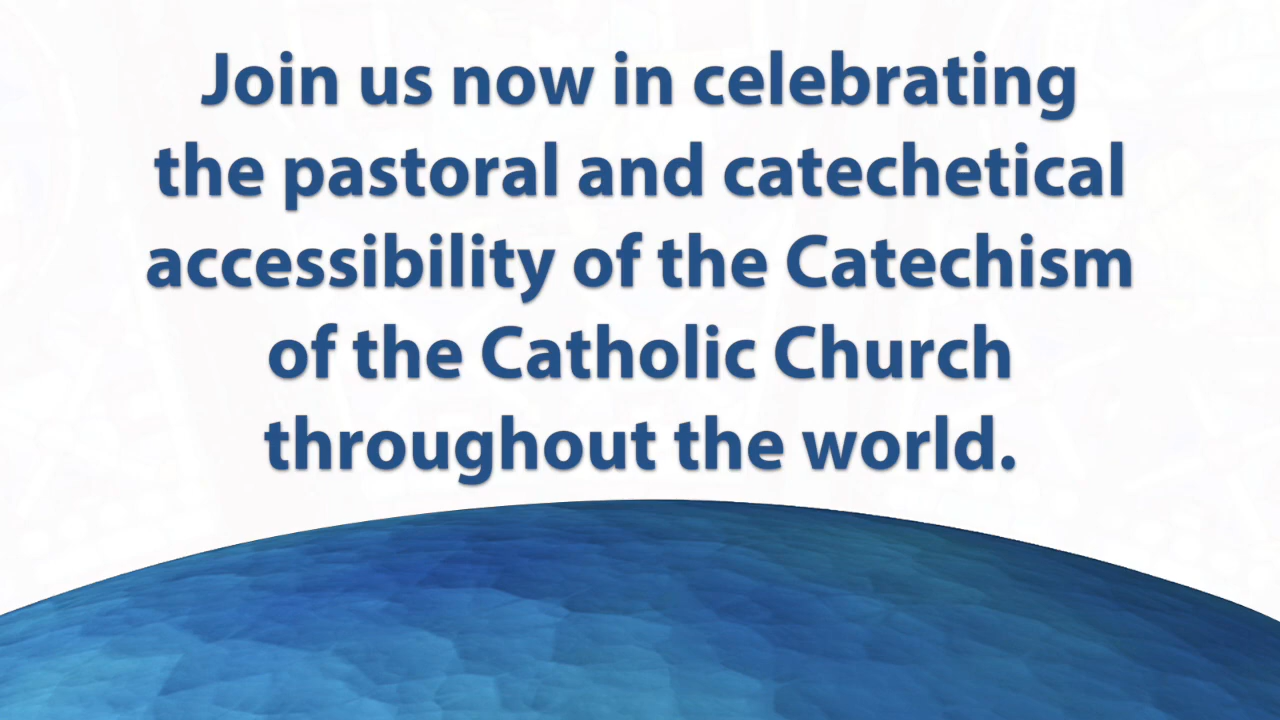 Join us now in celebrating
the pastoral and catechetical
accessibility of the Catechism
of the Catholic Church
throughout the world.